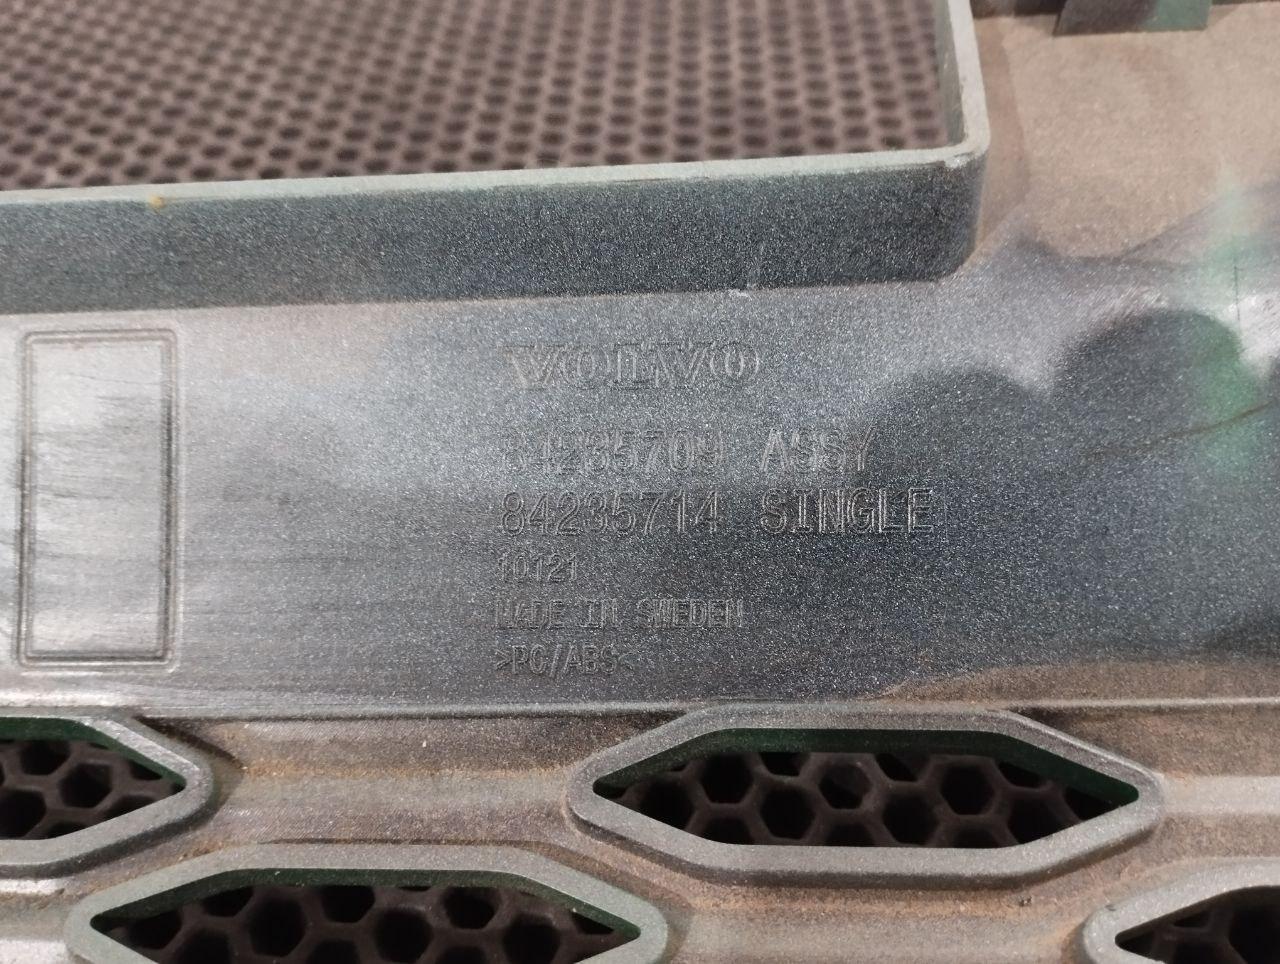 VOLVO
84235709 ASSY
84235714 SINGLE
10121
MADE IN SWEDEN
>PC/ABS<